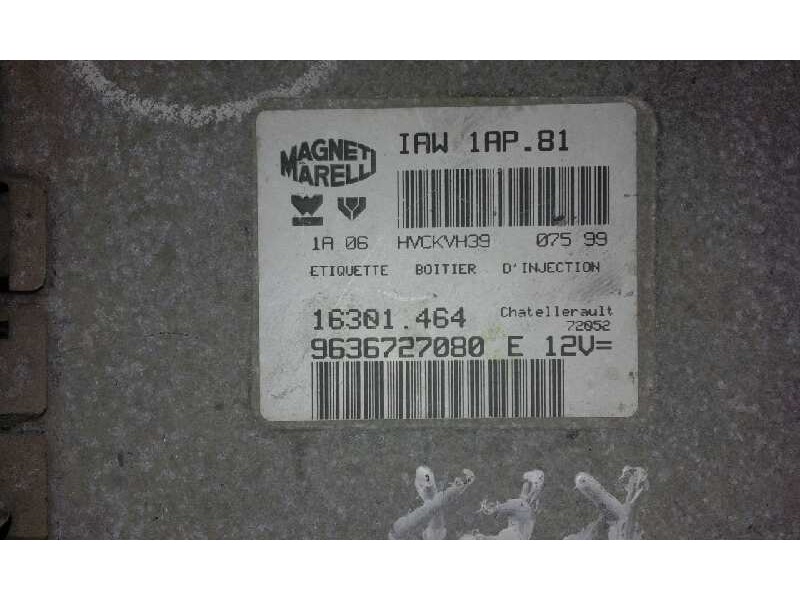 MAGNETI
MARELLI
IAW 1AP.81
1A 06 HVCKVH39 075 99
ETIQUETTE BOITIER D'INJECTION
16301.464 Chatellerault
72052
9636727080 E 12V=